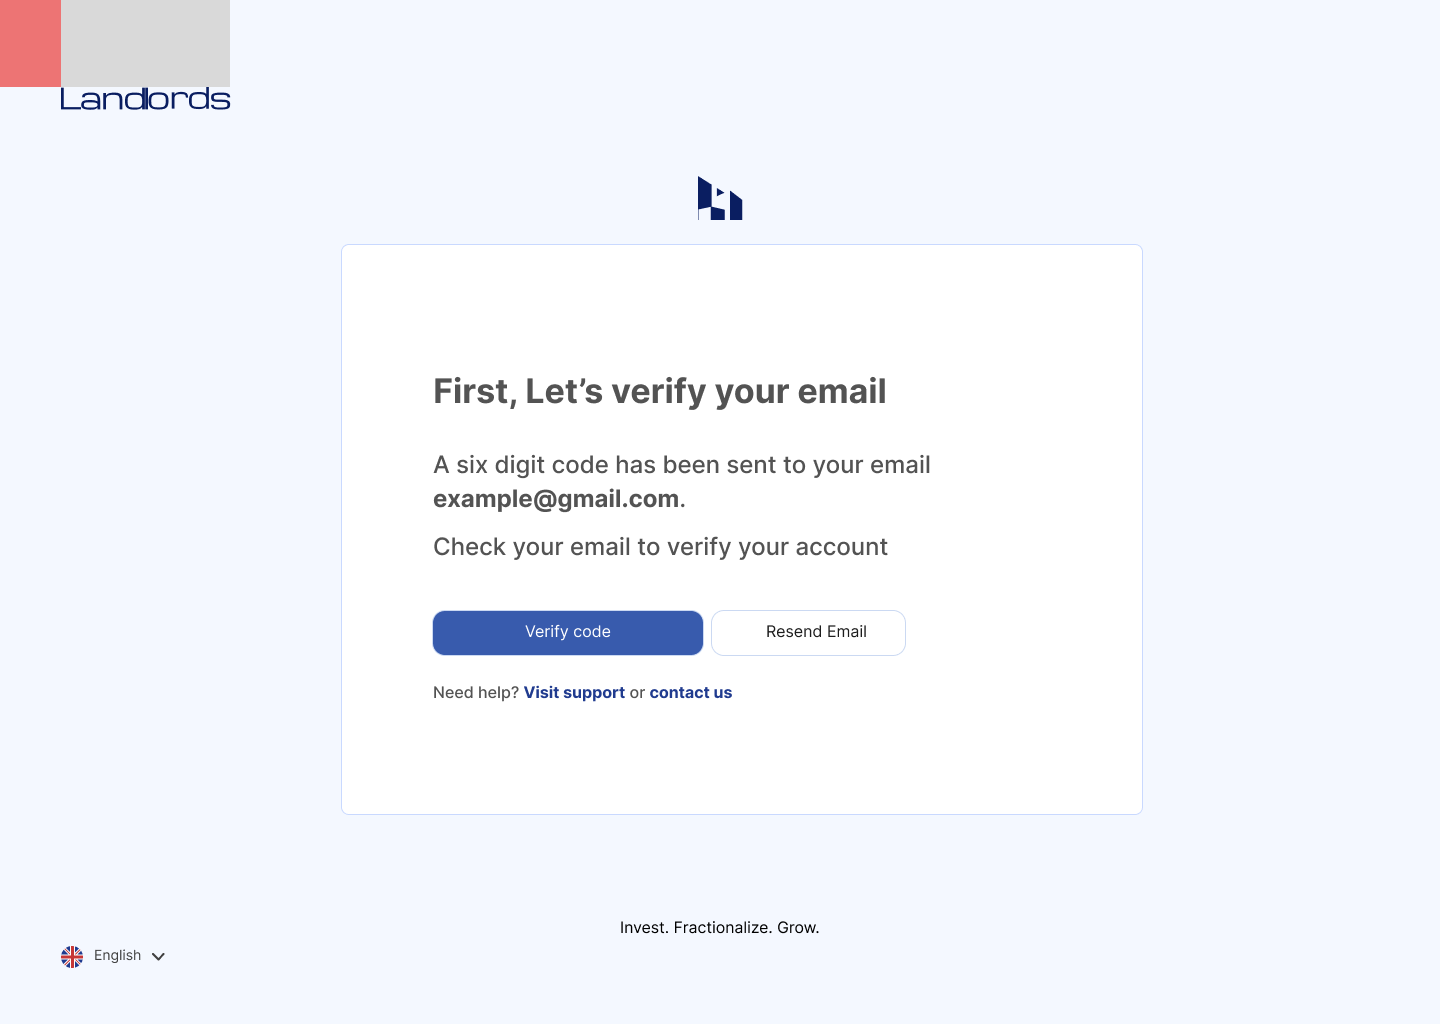 Landlords
First, Let’s verify your email
A six digit code has been sent to your email
example@gmail.com.
Check your email to verify your account
Verify code
Resend Email
Need help? Visit support or contact us
Invest. Fractionalize. Grow.
English